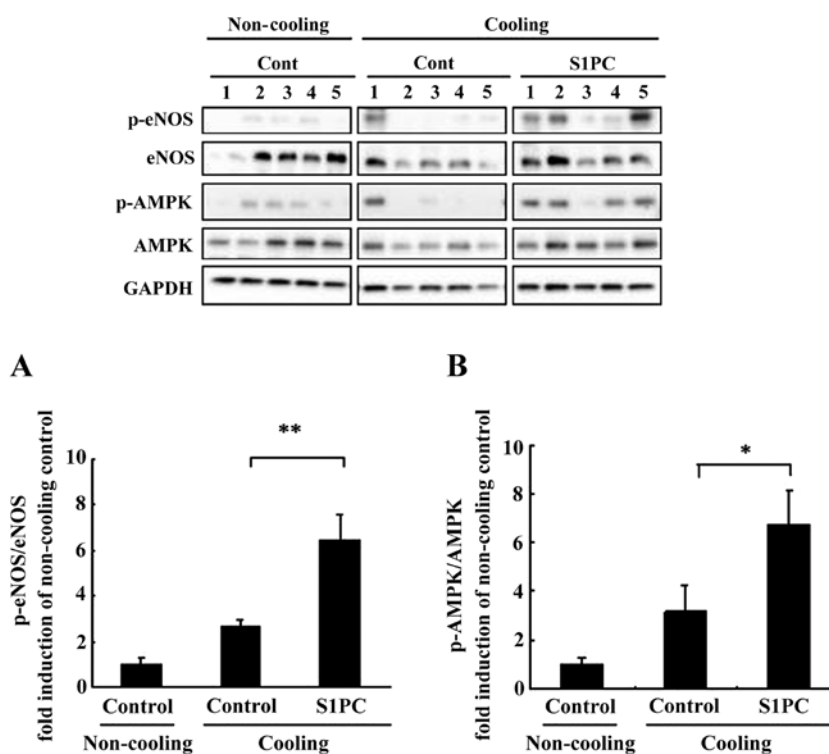 Non-cooling Cooling
Cont Cont S1PC
1 2 3 4 5 1 2 3 4 5 1 2 3 4 5
p-eNOS
eNOS
p-AMPK
AMPK
GAPDH
A
p-eNOS/eNOS
fold induction of non-cooling control
10
8
6
4
2
0
**
Control Control S1PC
Non-cooling Cooling
B
p-AMPK/AMPK
fold induction of non-cooling control
10
8
6
4
2
0
*
Control Control S1PC
Non-cooling Cooling